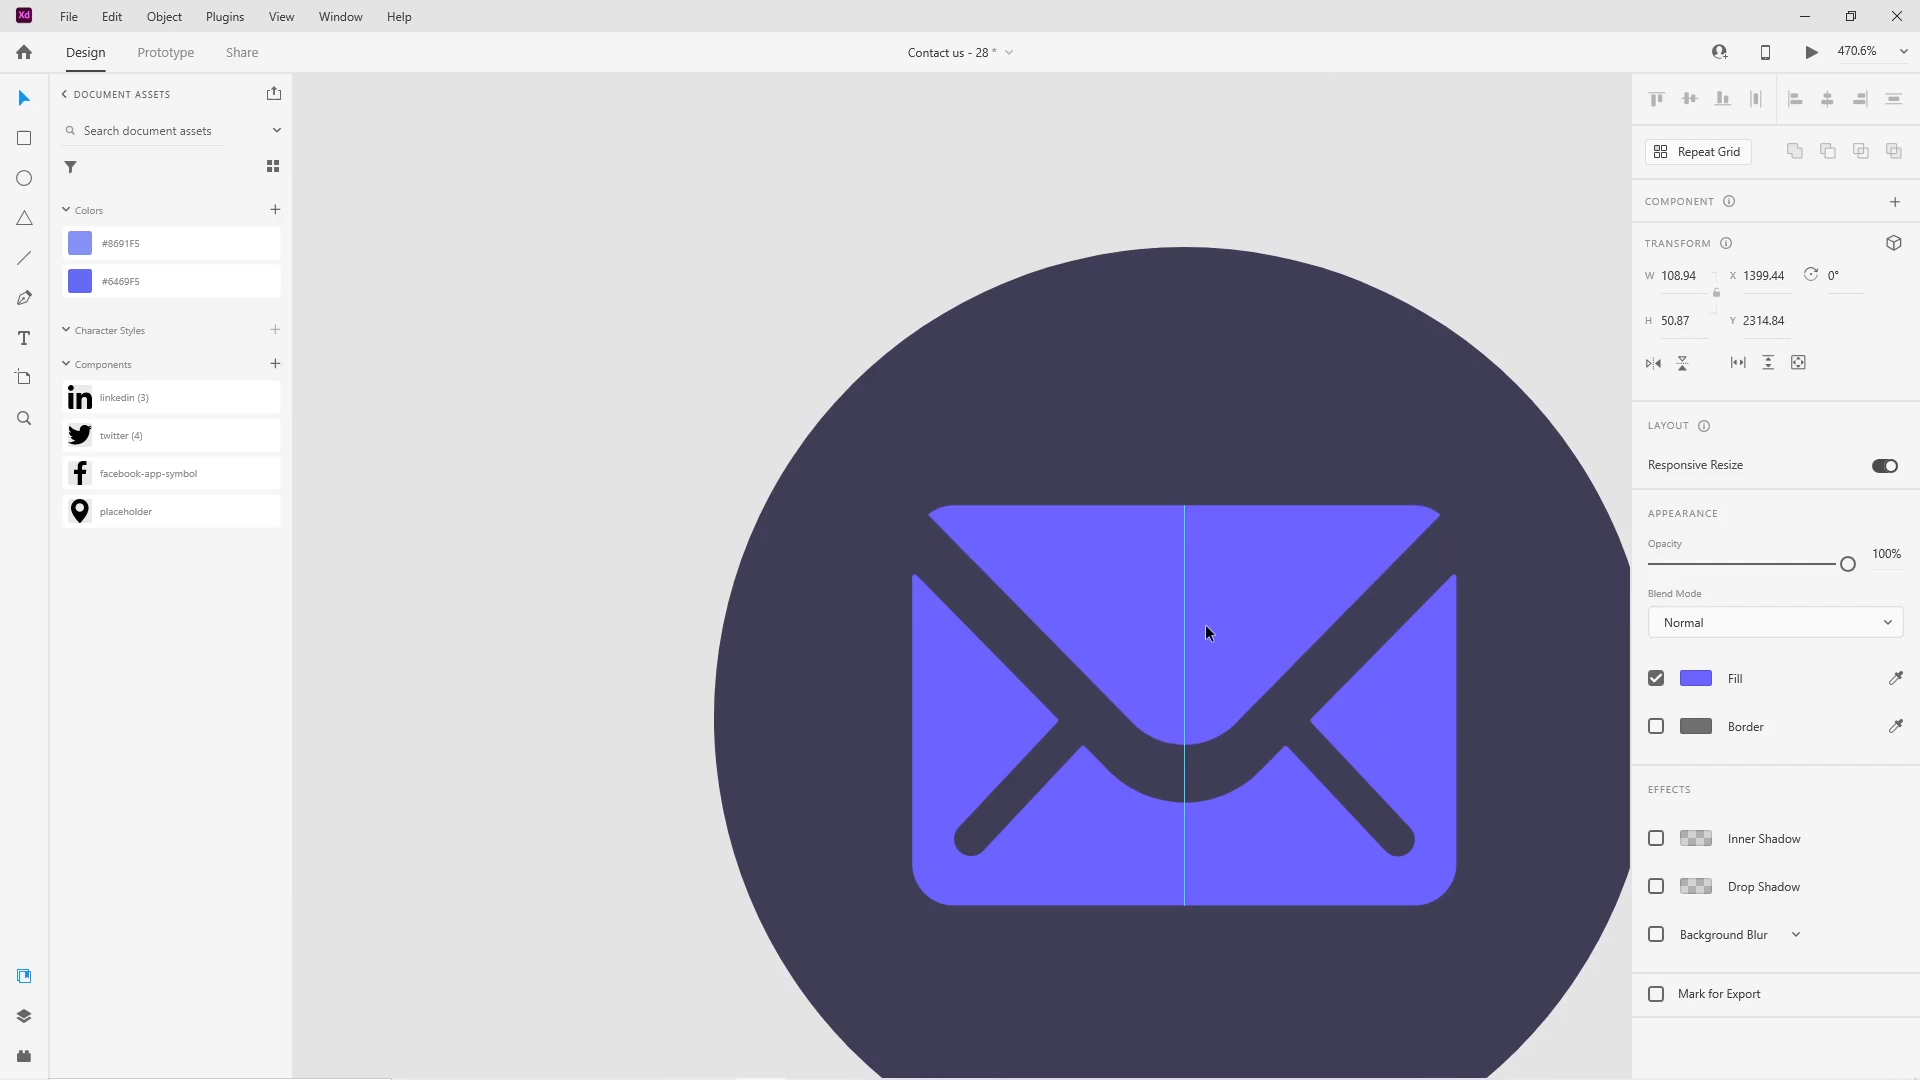 Xd File Edit Object Plugins View Window Help
Design Prototype Share Contact us - 28 * 470.6%
DOCUMENT ASSETS
Search document assets
Colors
#8691F5
#6469F5
Character Styles
Components
in linkedin (3)
twitter (4)
f facebook-app-symbol
placeholder
T
Repeat Grid
COMPONENT
TRANSFORM
W 108.94 X 1399.44 0°
H 50.87 Y 2314.84
LAYOUT
Responsive Resize
APPEARANCE
Opacity
100%
Blend Mode
Normal
Fill
Border
EFFECTS
Inner Shadow
Drop Shadow
Background Blur
Mark for Export